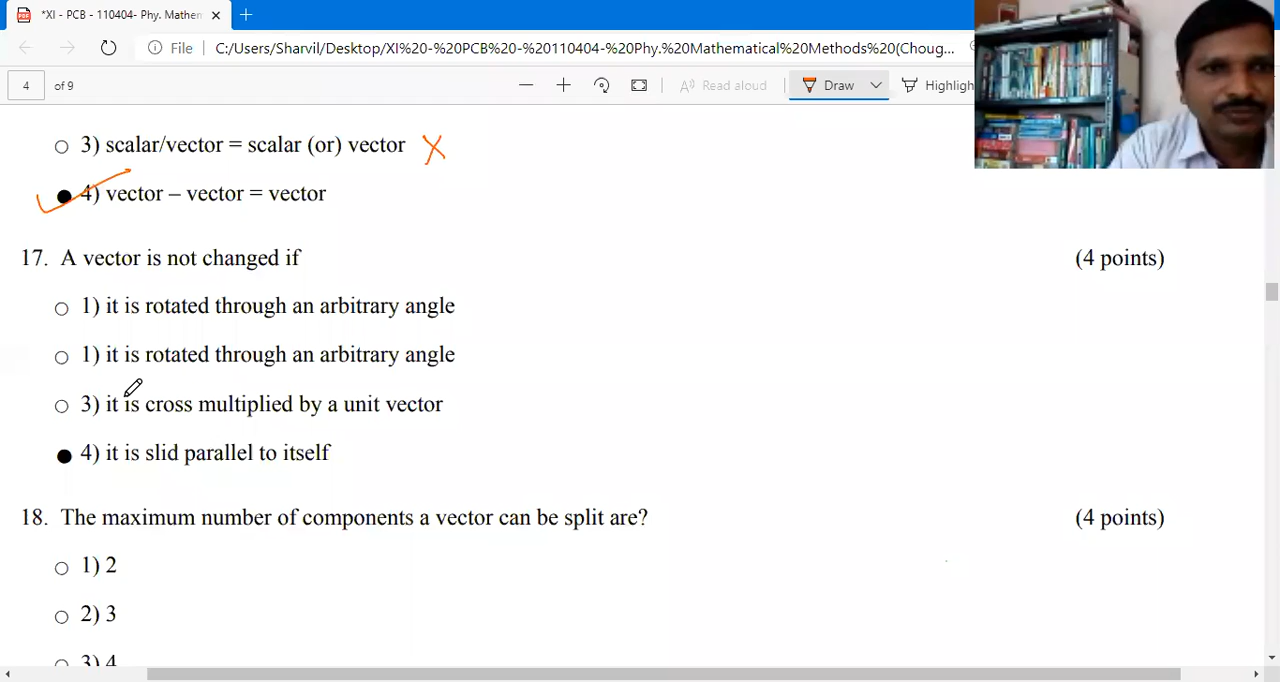 *XI - PCB - 110404- Phy. Mathem
File
C:/Users/Sharvil/Desktop/XI%20-%20PCB%20-%20110404-%20Phy.%20Mathematical%20Methods%20(Choug...
4 of 9
Read aloud
Draw
Highligh
3) scalar/vector = scalar (or) vector
4) vector – vector = vector
17. A vector is not changed if (4 points)
1) it is rotated through an arbitrary angle
1) it is rotated through an arbitrary angle
3) it is cross multiplied by a unit vector
4) it is slid parallel to itself
18. The maximum number of components a vector can be split are? (4 points)
1) 2
2) 3
3) 4